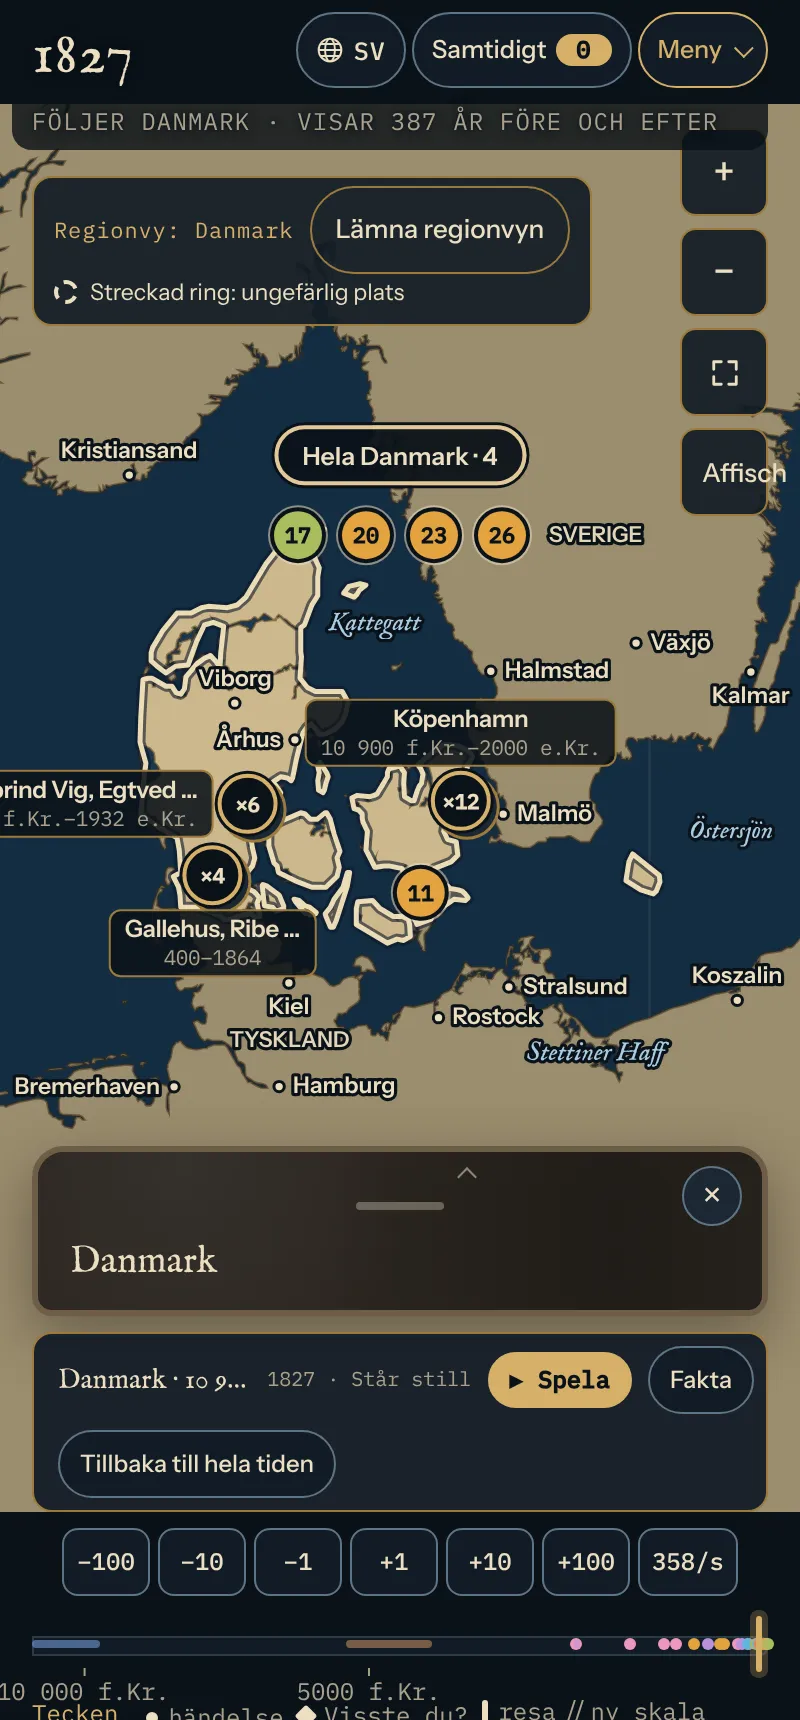 1827
SV
Samtidigt 0
Meny
FÖLJER DANMARK · VISAR 387 ÅR FÖRE OCH EFTER
+
Regionvy: Danmark
Lämna regionvyn
−
Streckad ring: ungefärlig plats
Affisch
Kristiansand
Hela Danmark · 4
17
20
23
26
SVERIGE
Kattegatt
Växjö
Halmstad
Viborg
Kalmar
Köpenhamn
10 900 f.Kr.–2000 e.Kr.
Århus
rind Vig, Egtved ...
f.Kr.–1932 e.Kr.
×6
×12
Malmö
Östersjön
×4
11
Gallehus, Ribe ...
400–1864
Koszalin
Stralsund
Kiel
Rostock
TYSKLAND
Stettiner Haff
Bremerhaven
Hamburg
×
Danmark
Danmark · 10 9...
1827 · Står still
▶ Spela
Fakta
Tillbaka till hela tiden
−100
−10
−1
+1
+10
+100
358/s
10 000 f.Kr.
5000 f.Kr.
Tecken
händelse
Visste du?
resa
// ny skala